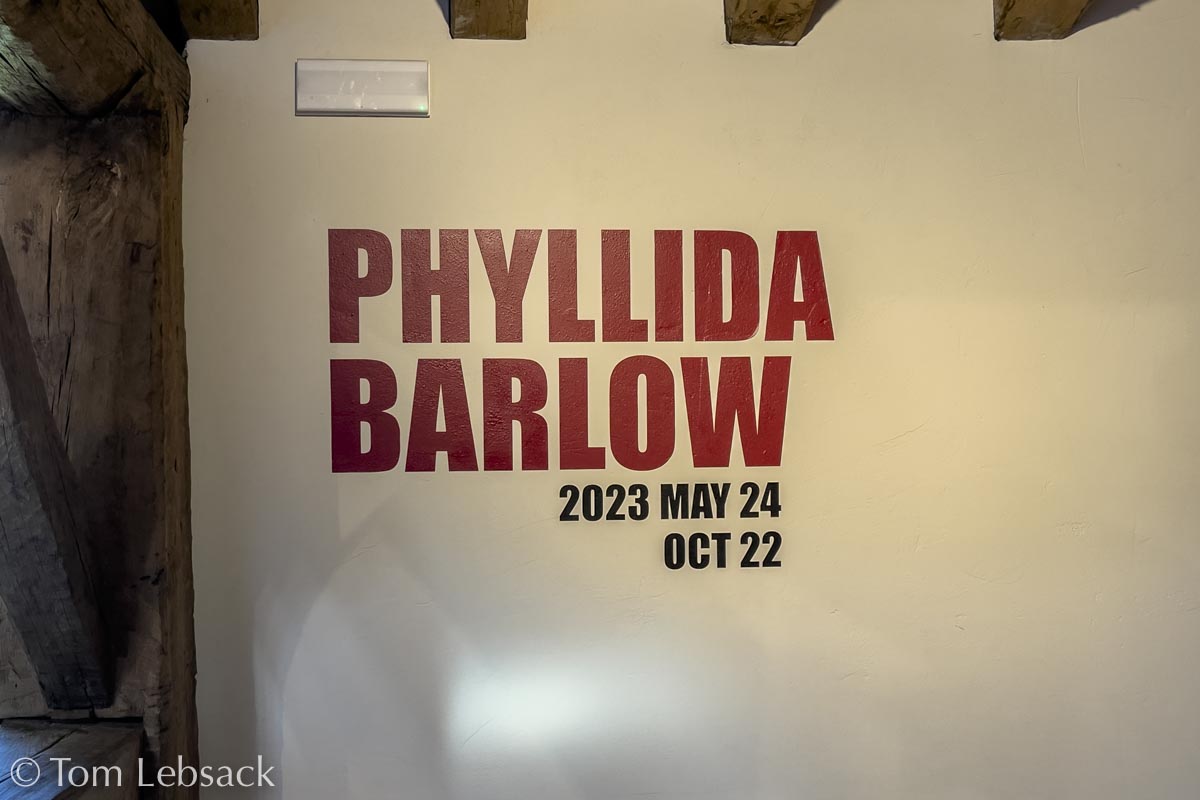 PHYLLIDA
BARLOW
2023 MAY 24
OCT 22
© Tom Lebsack